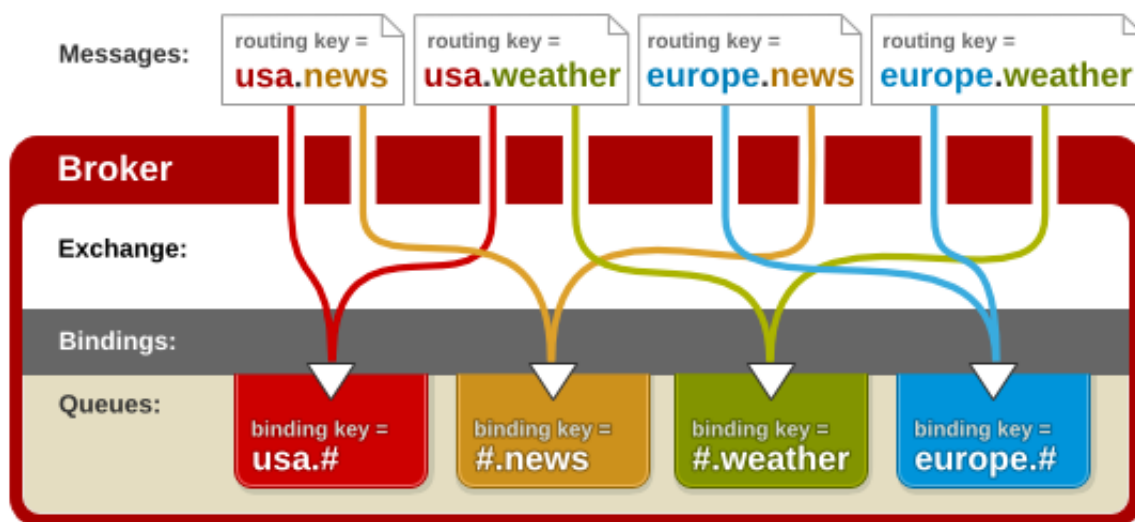 Messages:
routing key =
usa.news
routing key =
usa.weather
routing key =
europe.news
routing key =
europe.weather
Broker
Exchange:
Bindings:
Queues:
binding key =
usa.#
binding key =
#.news
binding key =
#.weather
binding key =
europe.#